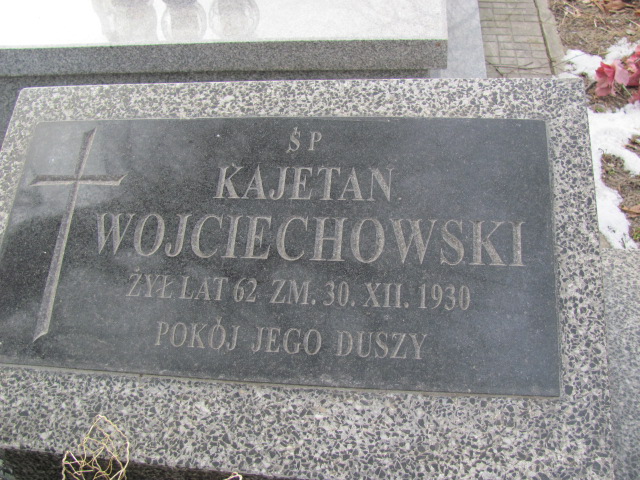 ŚP
KAJETAN
WOJCIECHOWSKI
ŻYŁ LAT 62 ZM. 30. XII. 1930
POKÓJ JEGO DUSZY